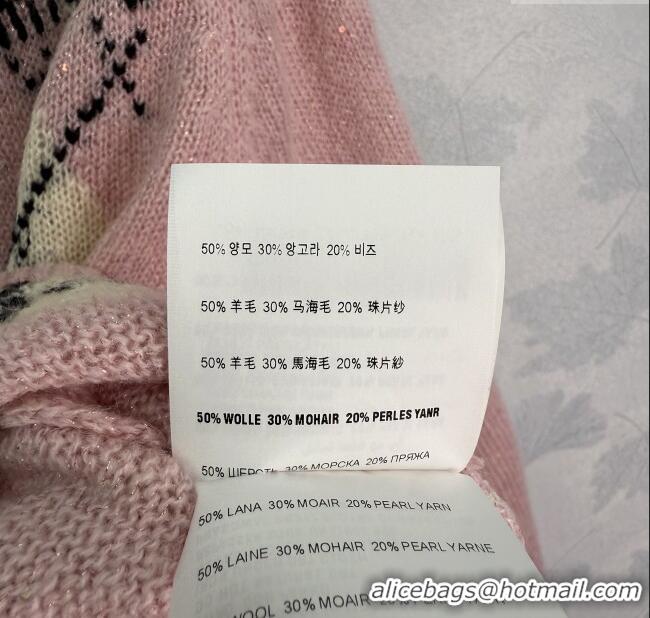 50% 양모 30% 앙고라 20% 비즈
50% 羊毛 30% 马海毛 20% 珠片纱
50% 羊毛 30% 馬海毛 20% 珠片紗
50% WOLLE 30% MOHAIR 20% PERLES YANR
50% ШЕРСТЬ 30% МОРСКА 20% ПРЯЖА
50% LANA 30% MOAIR 20% PEARL YARN
50% LAINE 30% MOHAIR 20% PEARL YARNE
WOOL 30% MOAIR 20%
alicebags@hotmail.com